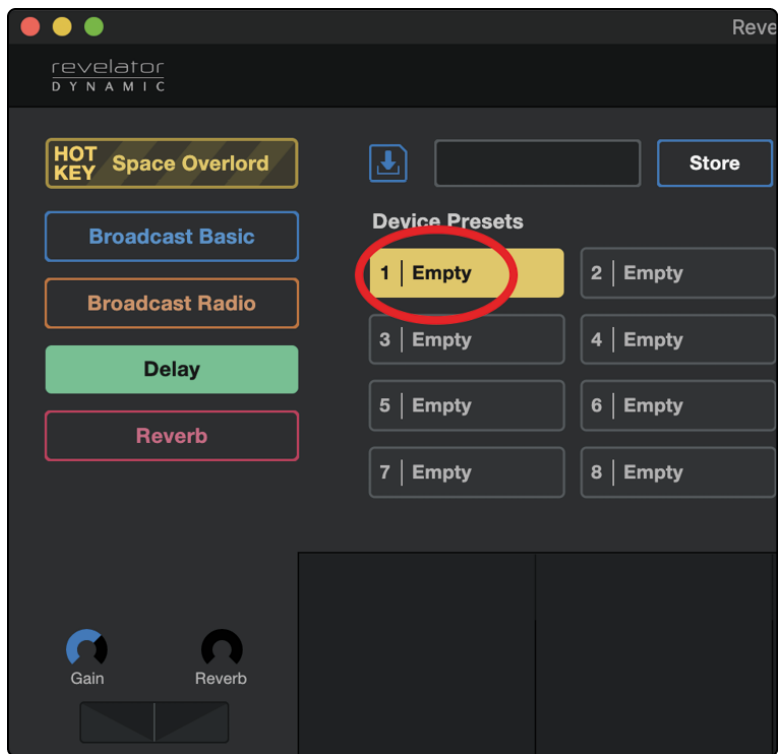 Reve
revelator
DYNAMIC
HOT KEY Space Overlord
Store
Broadcast Basic
Device Presets
1 | Empty
2 | Empty
Broadcast Radio
3 | Empty
4 | Empty
Delay
5 | Empty
6 | Empty
Reverb
7 | Empty
8 | Empty
Gain
Reverb